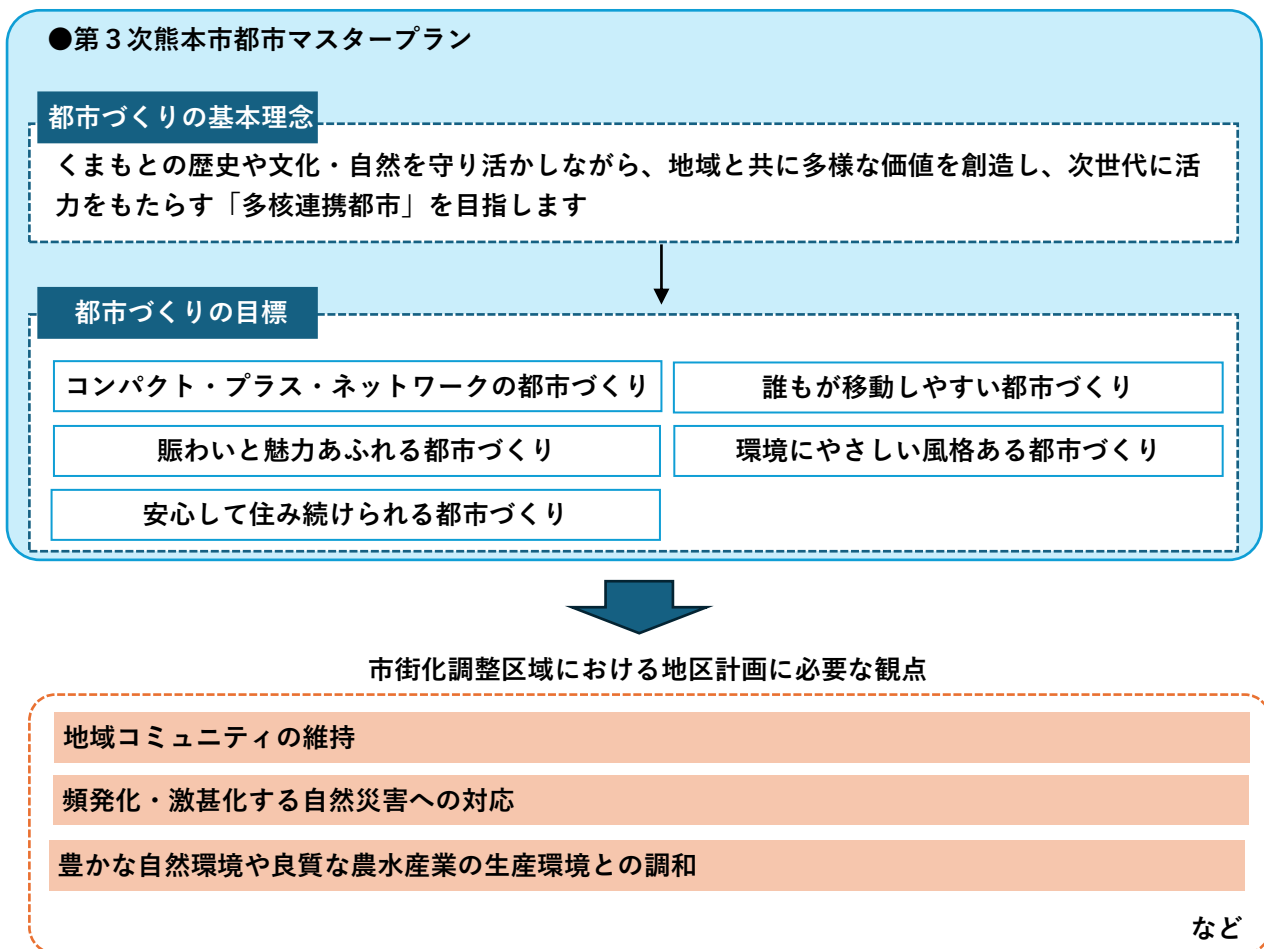 ●第３次熊本市都市マスタープラン
都市づくりの基本理念
くまもとの歴史や文化・自然を守り活かしながら、地域と共に多様な価値を創造し、次世代に活
力をもたらす「多核連携都市」を目指します
都市づくりの目標
コンパクト・プラス・ネットワークの都市づくり
誰もが移動しやすい都市づくり
賑わいと魅力あふれる都市づくり
環境にやさしい風格ある都市づくり
安心して住み続けられる都市づくり
市街化調整区域における地区計画に必要な観点
地域コミュニティの維持
頻発化・激甚化する自然災害への対応
豊かな自然環境や良質な農水産業の生産環境との調和
など